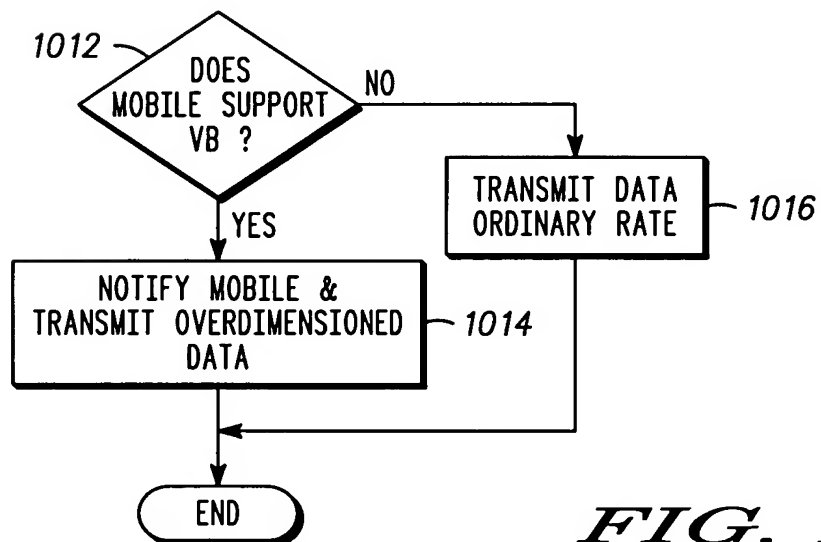 1012
DOES
MOBILE SUPPORT
VB ?
NO
YES
TRANSMIT DATA
ORDINARY RATE
1016
NOTIFY MOBILE &
TRANSMIT OVERDIMENSIONED
DATA
1014
END
FIG.